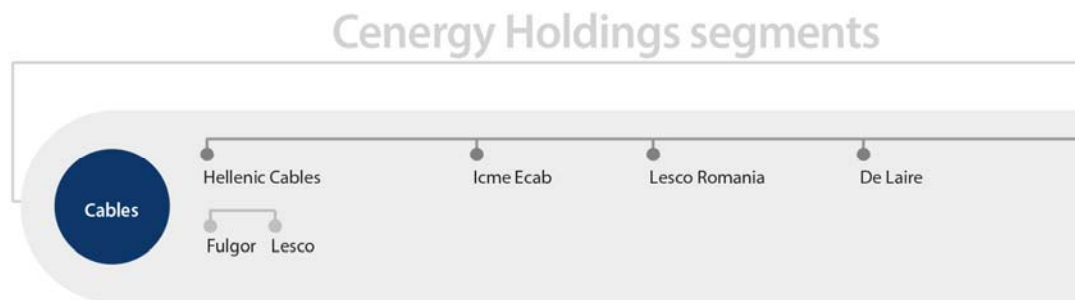 Cenergy Holdings segments
Hellenic Cables Icme Ecab Lesco Romania De Laire
Cables
Fulgor Lesco